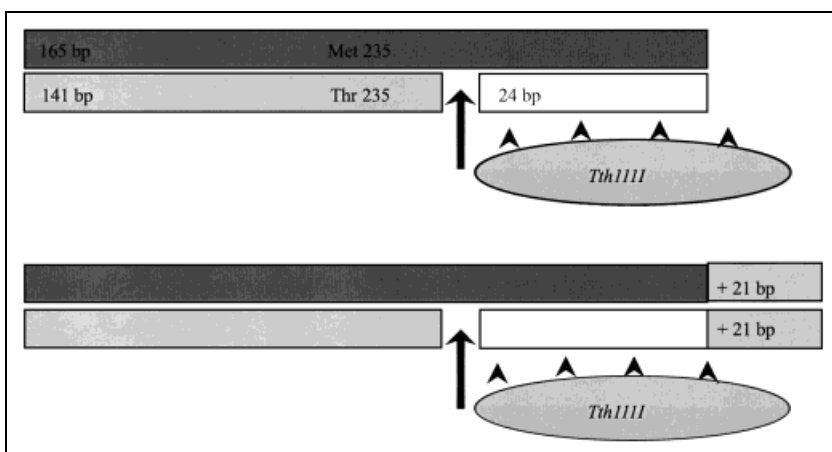 165 bp Met 235
141 bp Thr 235 24 bp
Tth111I
+ 21 bp
+ 21 bp
Tth111I